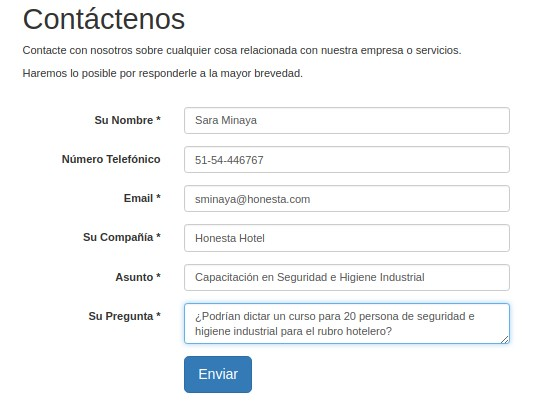 Contáctenos
Contacte con nosotros sobre cualquier cosa relacionada con nuestra empresa o servicios.
Haremos lo posible por responderle a la mayor brevedad.
Su Nombre * Sara Minaya
Número Telefónico 51-54-446767
Email * sminaya@honesta.com
Su Compañía * Honesta Hotel
Asunto * Capacitación en Seguridad e Higiene Industrial
Su Pregunta * ¿Podrían dictar un curso para 20 persona de seguridad e
higiene industrial para el rubro hotelero?
Enviar